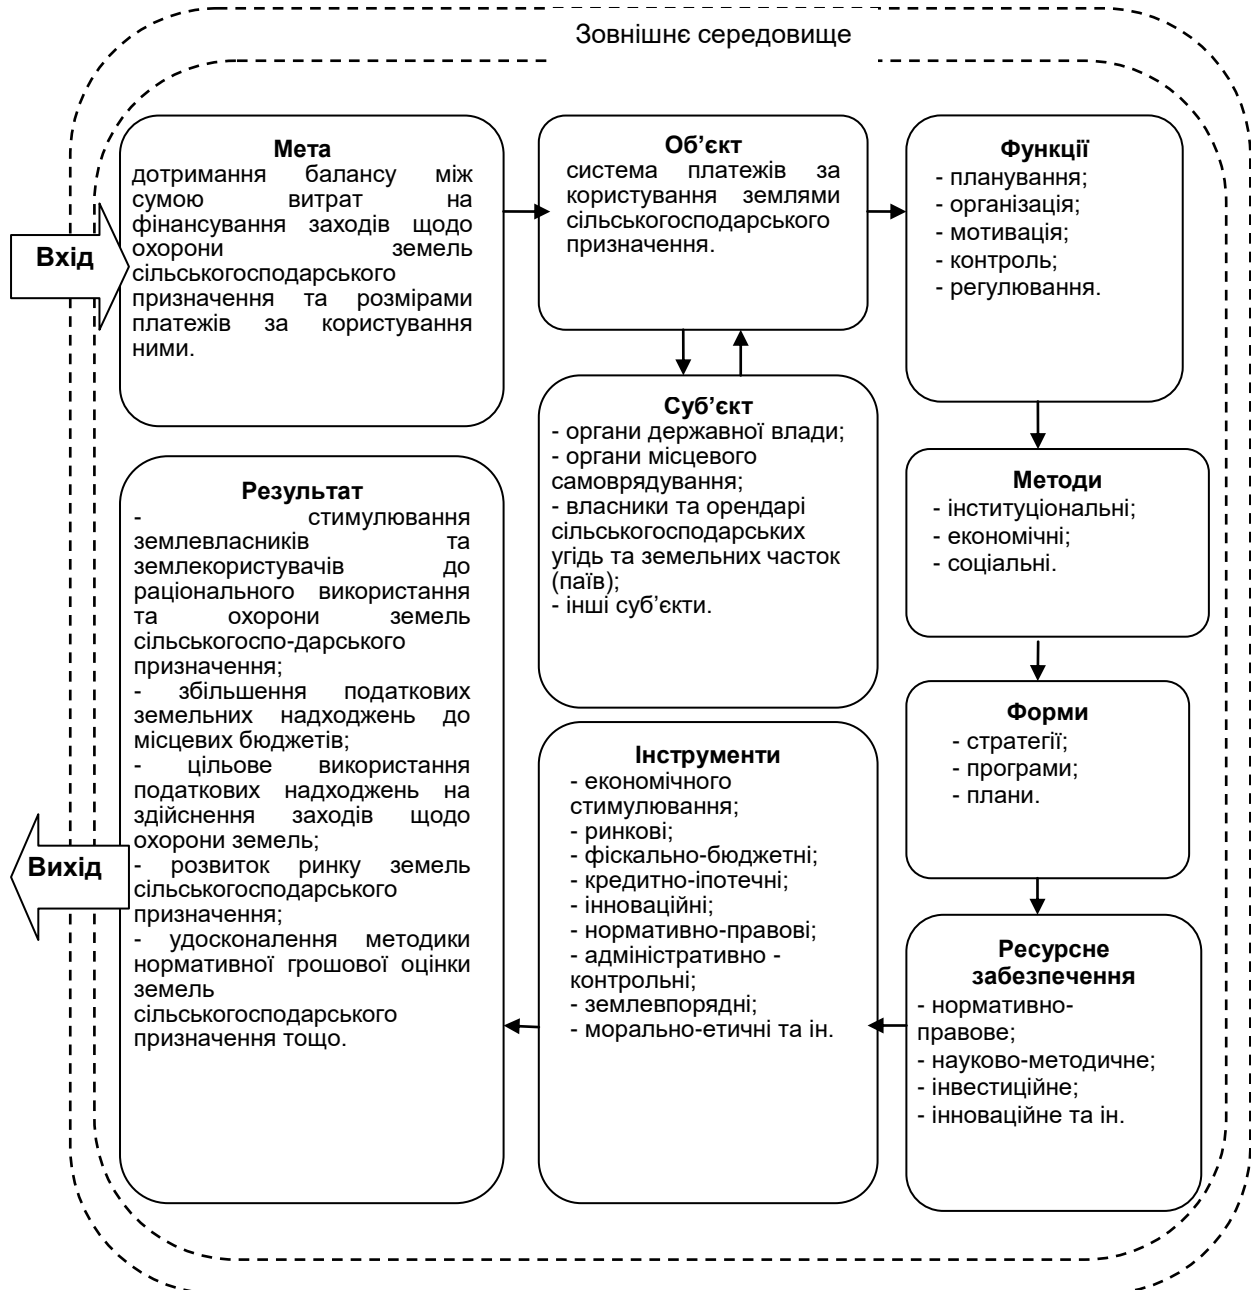 Зовнішнє середовище
Вхід
Мета
дотримання балансу між
сумою витрат на
фінансування заходів щодо
охорони земель
сільськогосподарського
призначення та розмірами
платежів за користування
ними.
Об’єкт
система платежів за
користування землями
сільськогосподарського
призначення.
Функції
- планування;
- організація;
- мотивація;
- контроль;
- регулювання.
Суб’єкт
- органи державної влади;
- органи місцевого
самоврядування;
- власники та орендарі
сільськогосподарських
угідь та земельних часток
(паїв);
- інші суб’єкти.
Методи
- інституціональні;
- економічні;
- соціальні.
Форми
- стратегії;
- програми;
- плани.
Ресурсне
забезпечення
- нормативно-
правове;
- науково-методичне;
- інвестиційне;
- інноваційне та ін.
Інструменти
- економічного
стимулювання;
- ринкові;
- фіскально-бюджетні;
- кредитно-іпотечні;
- інноваційні;
- нормативно-правові;
- адміністративно -
контрольні;
- землевпорядні;
- морально-етичні та ін.
Результат
- стимулювання
землевласників та
землекористувачів до
раціонального використання
та охорони земель
сільськогоспо-дарського
призначення;
- збільшення податкових
земельних надходжень до
місцевих бюджетів;
- цільове використання
податкових надходжень на
здійснення заходів щодо
охорони земель;
- розвиток ринку земель
сільськогосподарського
призначення;
- удосконалення методики
нормативної грошової оцінки
земель
сільськогосподарського
призначення тощо.
Вихід